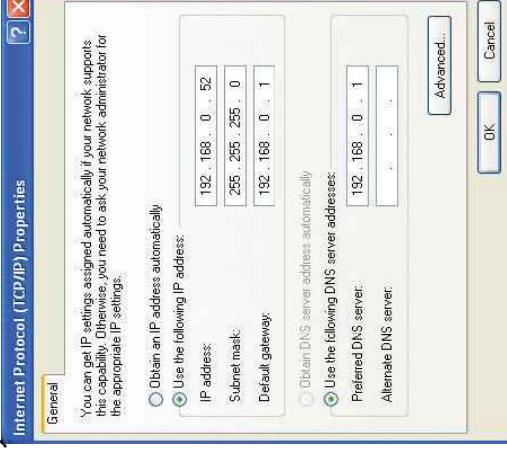 Internet Protocol (TCP/IP) Properties
General
You can get IP settings assigned automatically if your network supports
this capability. Otherwise, you need to ask your network administrator for
the appropriate IP settings.
Obtain an IP address automatically
Use the following IP address:
IP address: 192 . 168 . 0 . 52
Subnet mask: 255 . 255 . 255 . 0
Default gateway: 192 . 168 . 0 . 1
Obtain DNS server address automatically
Use the following DNS server addresses:
Preferred DNS server: 192 . 168 . 0 . 1
Alternate DNS server: . . .
Advanced...
OK Cancel